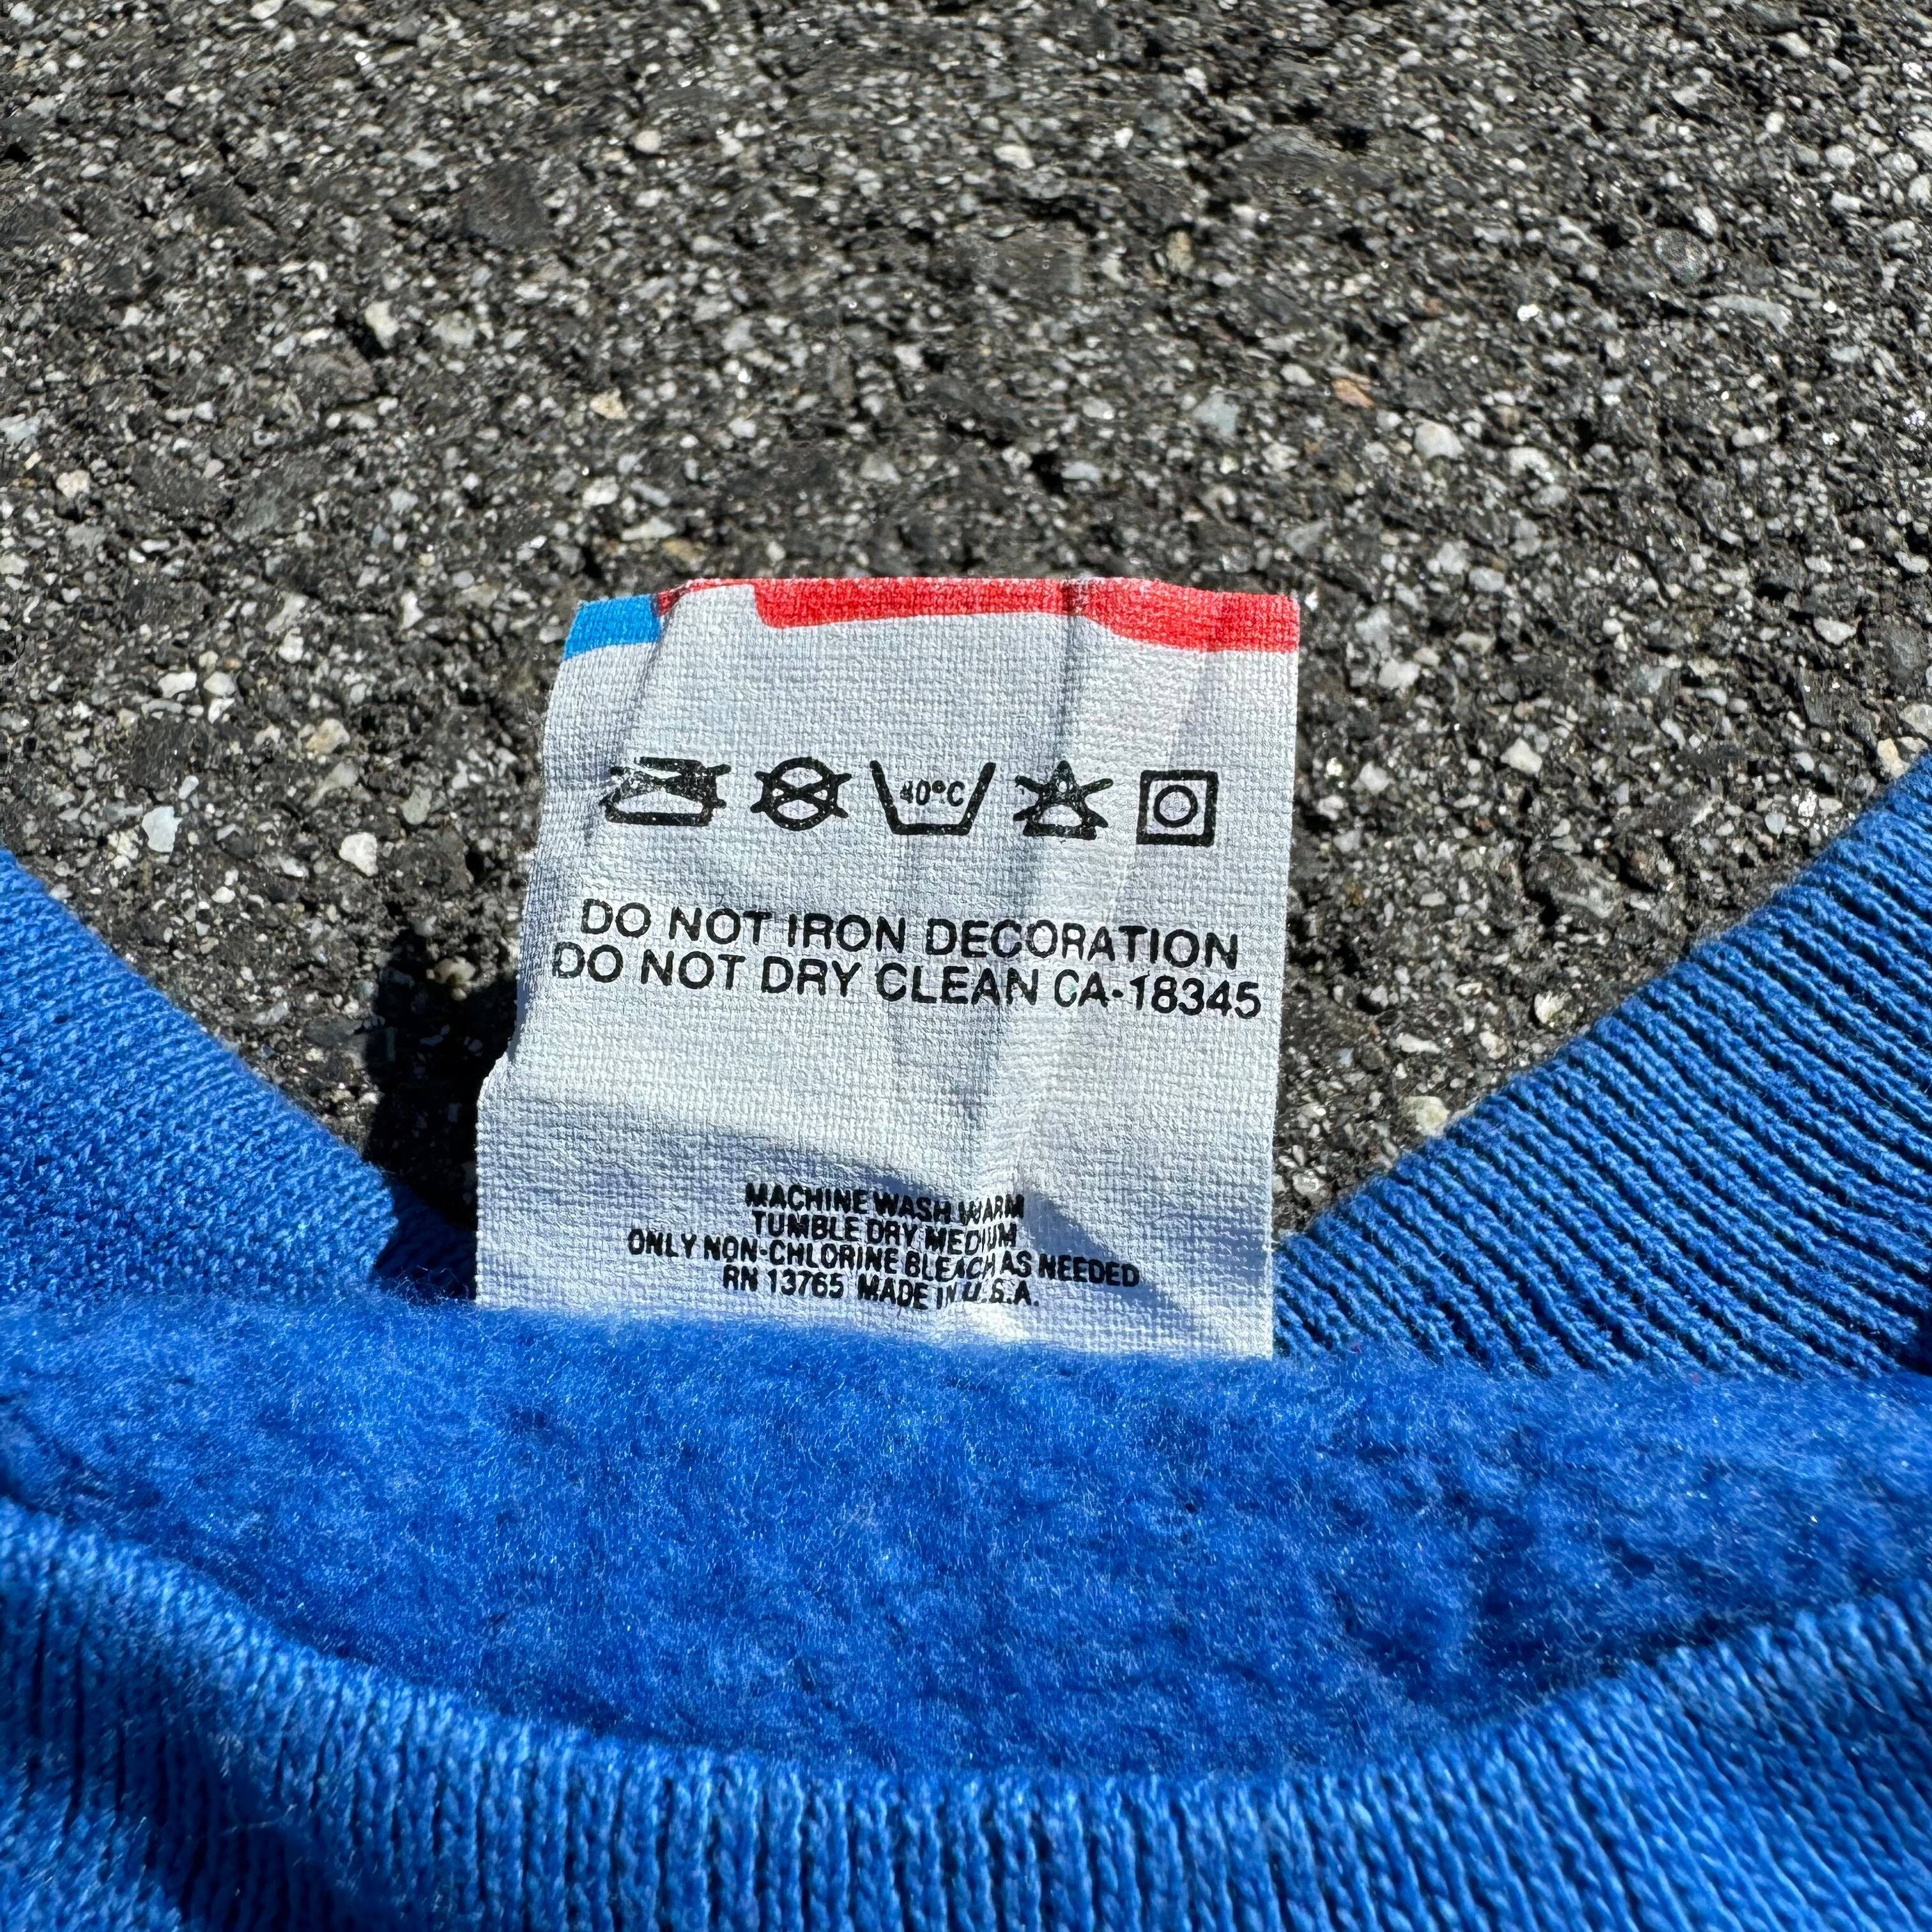 40°C
DO NOT IRON DECORATION
DO NOT DRY CLEAN CA-18345
MACHINE WASH WARM
TUMBLE DRY MEDIUM
ONLY NON-CHLORINE BLEACH AS NEEDED
RN 13765 MADE IN U.S.A.